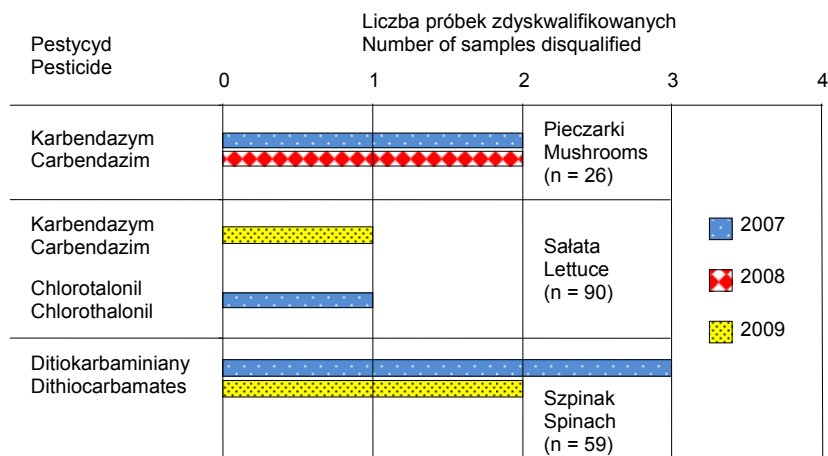 Liczba próbek zdyskwalifikowanych
Number of samples disqualified
Pestycyd
Pesticide
0 1 2 3 4
Karbendazym
Carbendazim
Pieczarki
Mushrooms
(n = 26)
Karbendazym
Carbendazim
Chlorotalonil
Chlorothalonil
Sałata
Lettuce
(n = 90)
Ditiokarbaminiany
Dithiocarbamates
Szpinak
Spinach
(n = 59)
2007
2008
2009